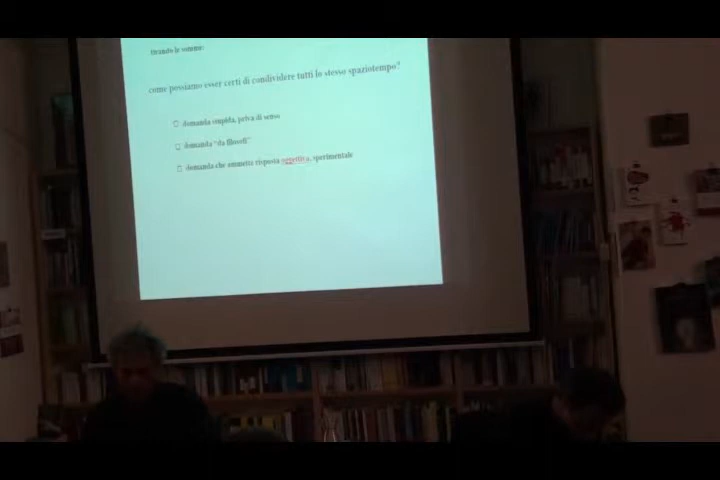 tirando le somme:
come possiamo esser certi di condividere tutti lo stesso spaziotempo?
domanda stupida, priva di senso
domanda "da filosofi"
domanda che ammette risposta oggettiva, sperimentale